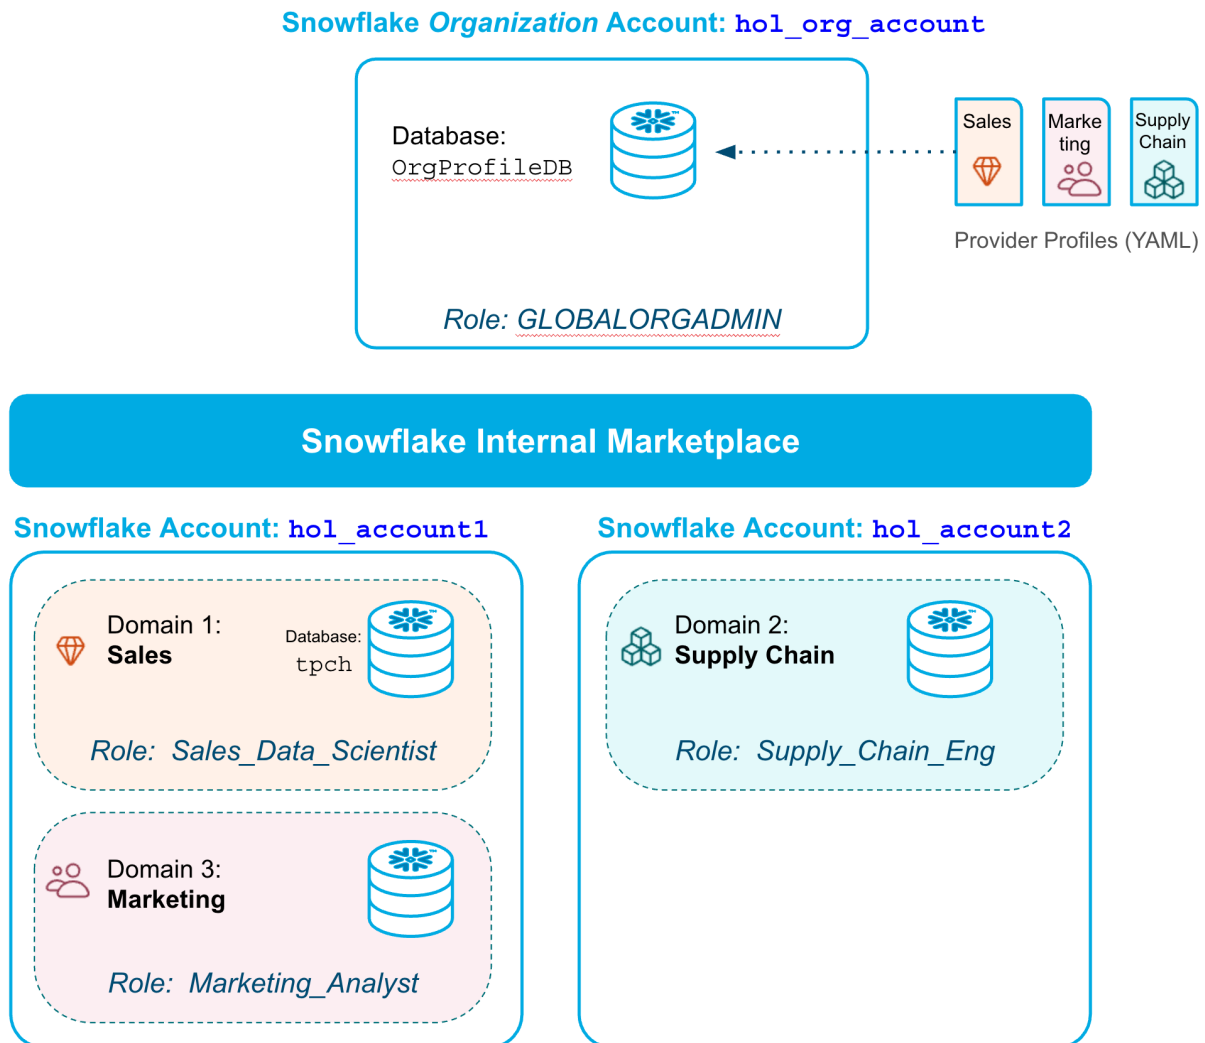 Snowflake Organization Account: hol_org_account
Database:
OrgProfileDB
Sales
Marke
ting
Supply
Chain
Provider Profiles (YAML)
Role: GLOBALORGADMIN
Snowflake Internal Marketplace
Snowflake Account: hol_account1
Snowflake Account: hol_account2
Domain 1:
Sales
Database:
tpch
Role: Sales_Data_Scientist
Domain 2:
Supply Chain
Role: Supply_Chain_Eng
Domain 3:
Marketing
Role: Marketing_Analyst